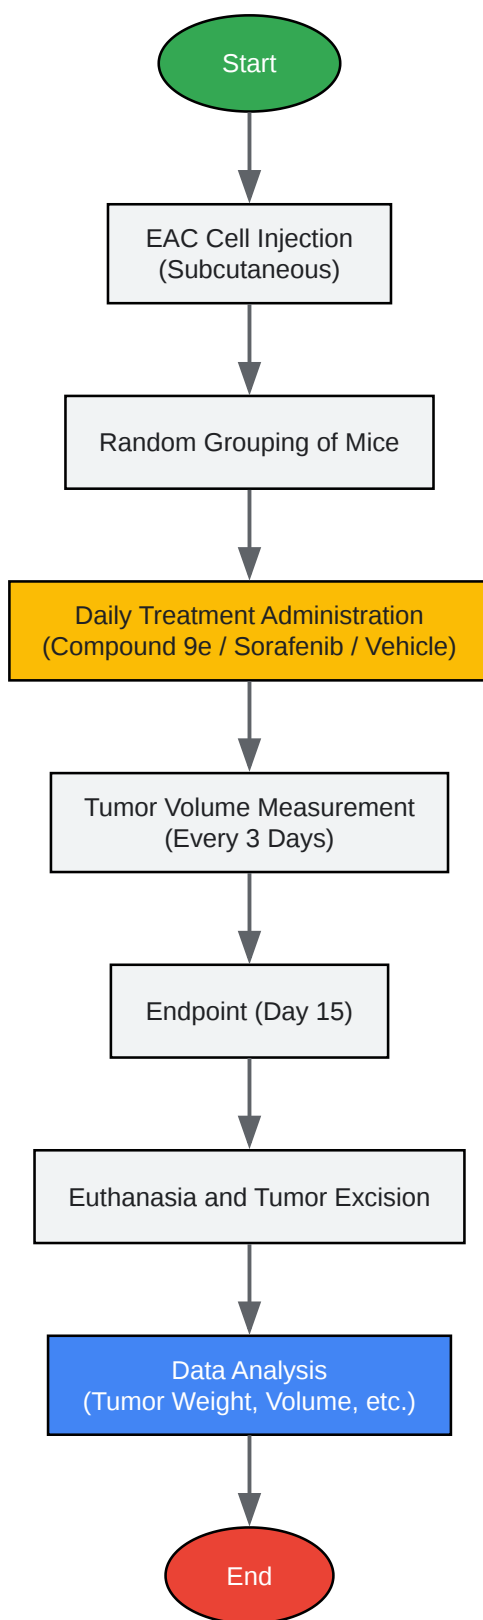 Start
EAC Cell Injection
(Subcutaneous)
Random Grouping of Mice
Daily Treatment Administration
(Compound 9e / Sorafenib / Vehicle)
Tumor Volume Measurement
(Every 3 Days)
Endpoint (Day 15)
Euthanasia and Tumor Excision
Data Analysis
(Tumor Weight, Volume, etc.)
End